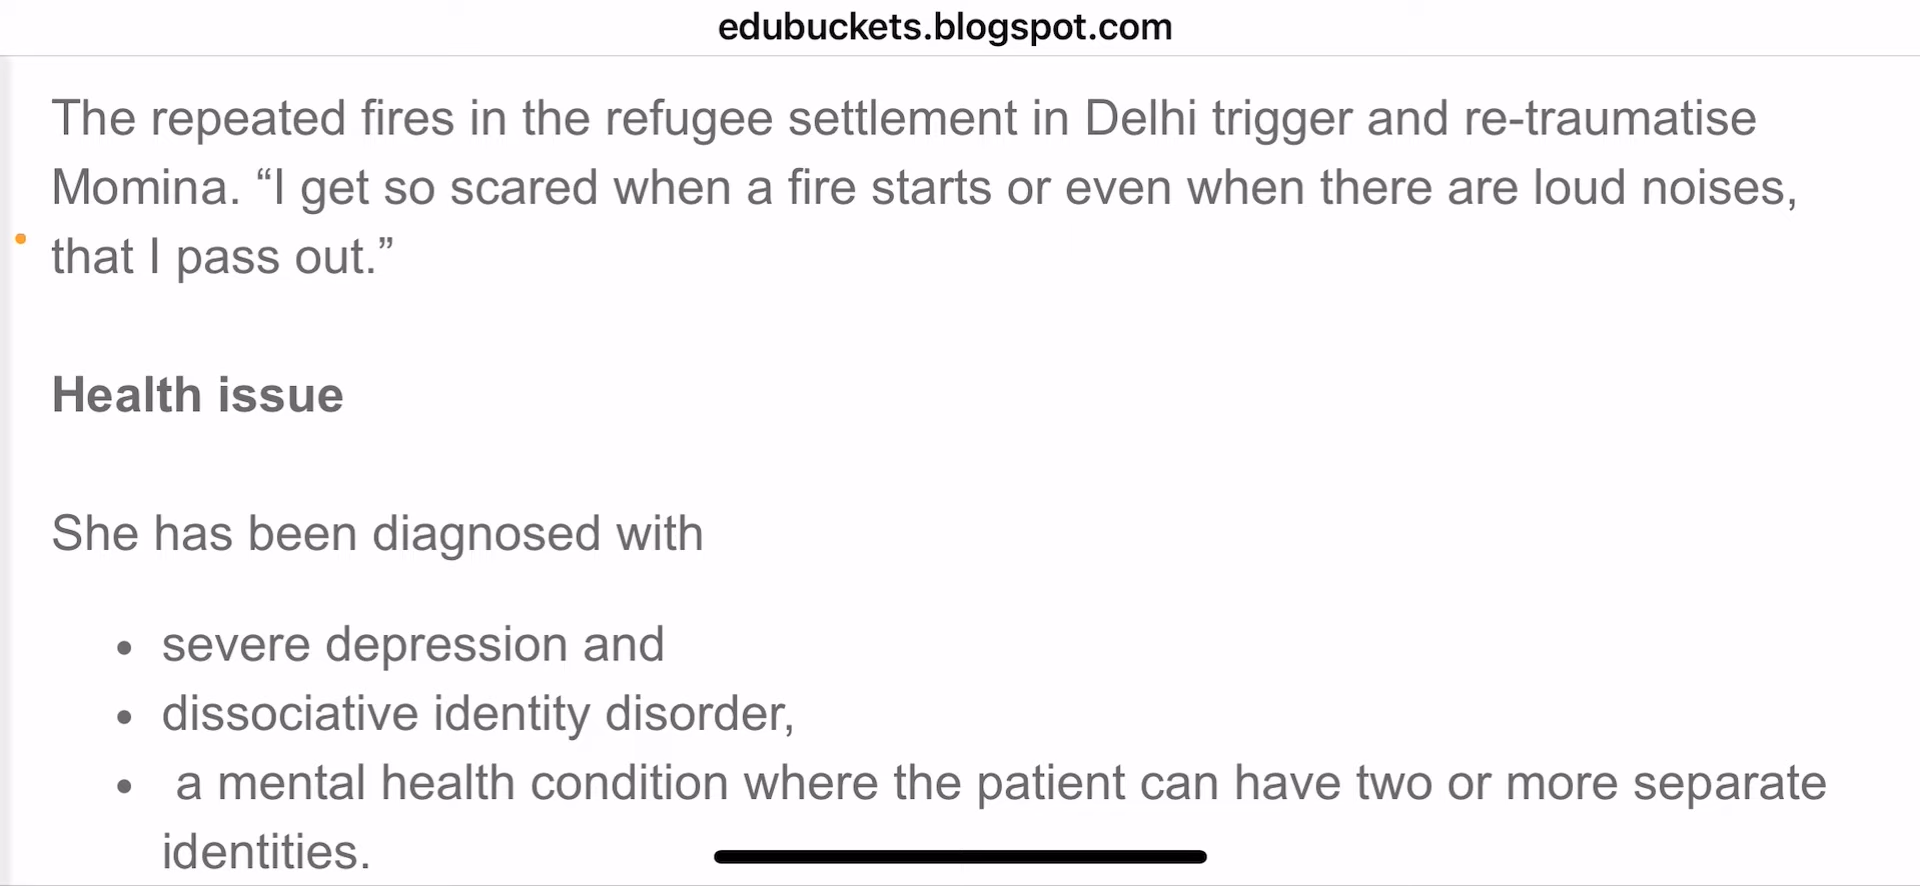 edubuckets.blogspot.com
The repeated fires in the refugee settlement in Delhi trigger and re-traumatise
Momina. “I get so scared when a fire starts or even when there are loud noises,
that I pass out.”
Health issue
She has been diagnosed with
• severe depression and
• dissociative identity disorder,
• a mental health condition where the patient can have two or more separate
identities.